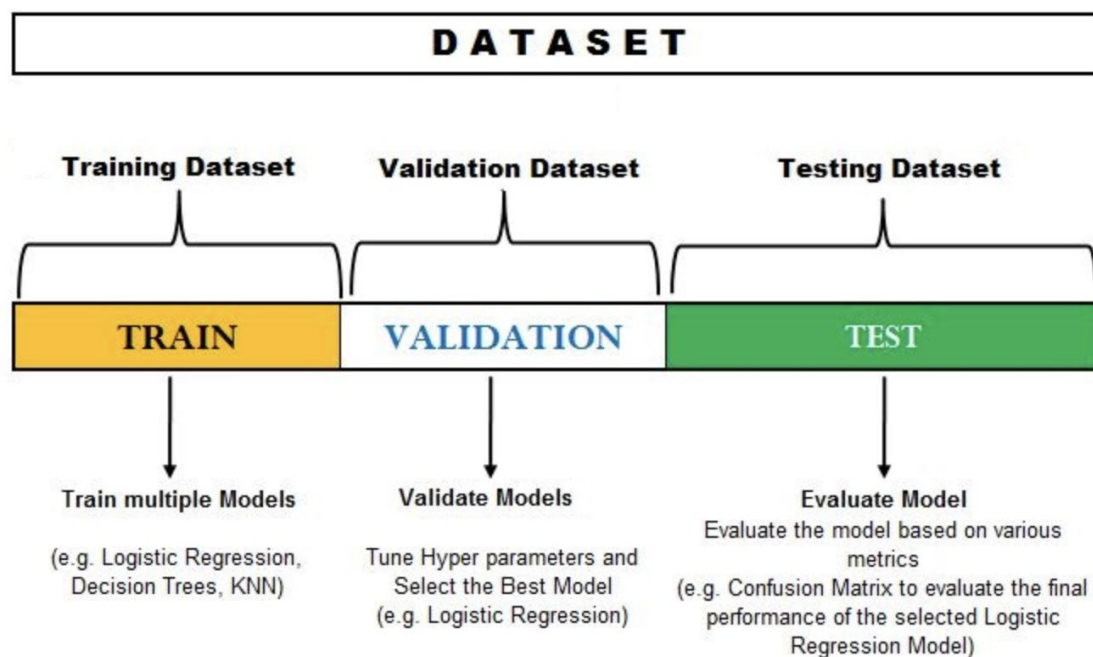 DATASET
Training Dataset
Validation Dataset
Testing Dataset
TRAIN
VALIDATION
TEST
Train multiple Models
(e.g. Logistic Regression,
Decision Trees, KNN)
Validate Models
Tune Hyper parameters and
Select the Best Model
(e.g. Logistic Regression)
Evaluate Model
Evaluate the model based on various
metrics
(e.g. Confusion Matrix to evaluate the final
performance of the selected Logistic
Regression Model)